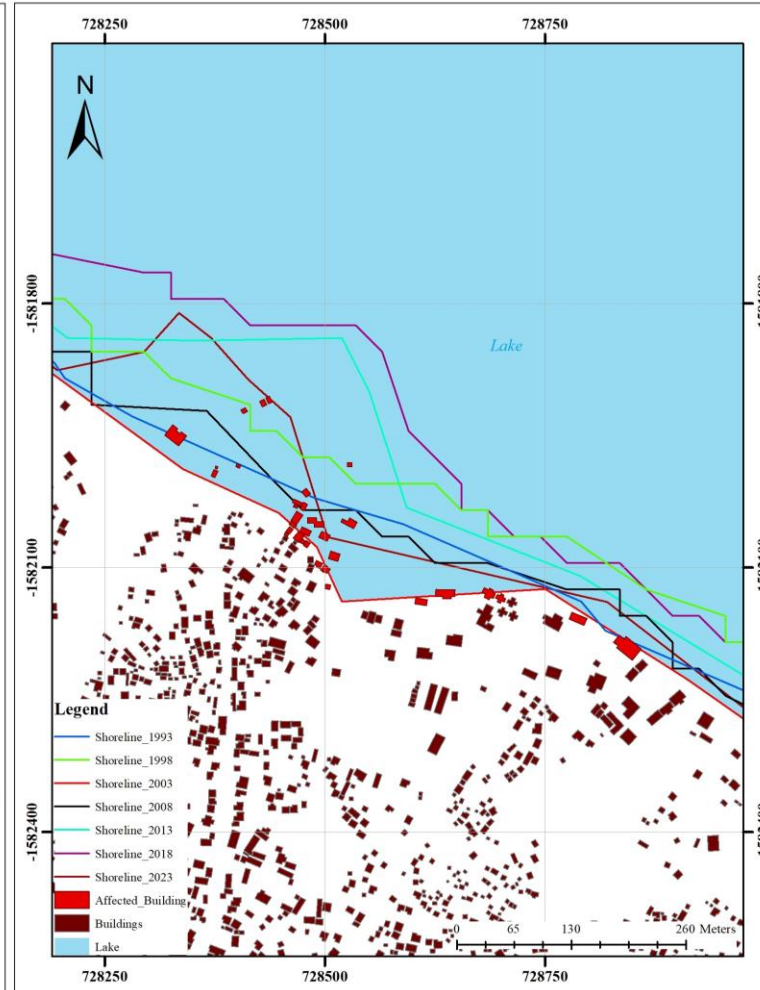 728250 728500 728750
N
-1581800
Lake
-1582100
Legend
Shoreline_1993
Shoreline_1998
Shoreline_2003
Shoreline_2008
Shoreline_2013
Shoreline_2018
Shoreline_2023
Affected_Building
Buildings
Lake
-1582400
0 65 130 260 Meters
728250 728500 728750